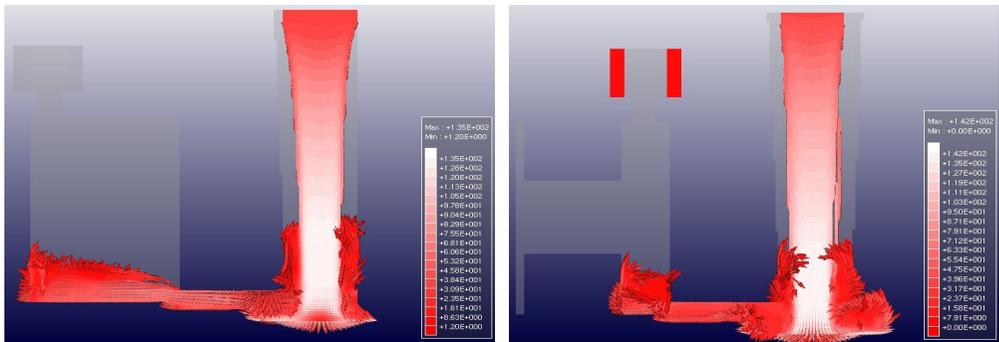 Max : +1.35E+002
Min : +1.20E+000
+1.35E+002
+1.28E+002
+1.20E+002
+1.13E+002
+1.05E+002
+9.78E+001
+9.04E+001
+8.29E+001
+7.55E+001
+6.81E+001
+6.06E+001
+5.32E+001
+4.58E+001
+3.84E+001
+3.09E+001
+2.35E+001
+1.61E+001
+8.63E+000
+1.20E+000
Max : +1.42E+002
Min : +0.00E+000
+1.42E+002
+1.35E+002
+1.27E+002
+1.19E+002
+1.11E+002
+1.03E+002
+9.50E+001
+8.71E+001
+7.91E+001
+7.12E+001
+6.33E+001
+5.54E+001
+4.75E+001
+3.96E+001
+3.17E+001
+2.37E+001
+1.58E+001
+7.91E+000
+0.00E+000